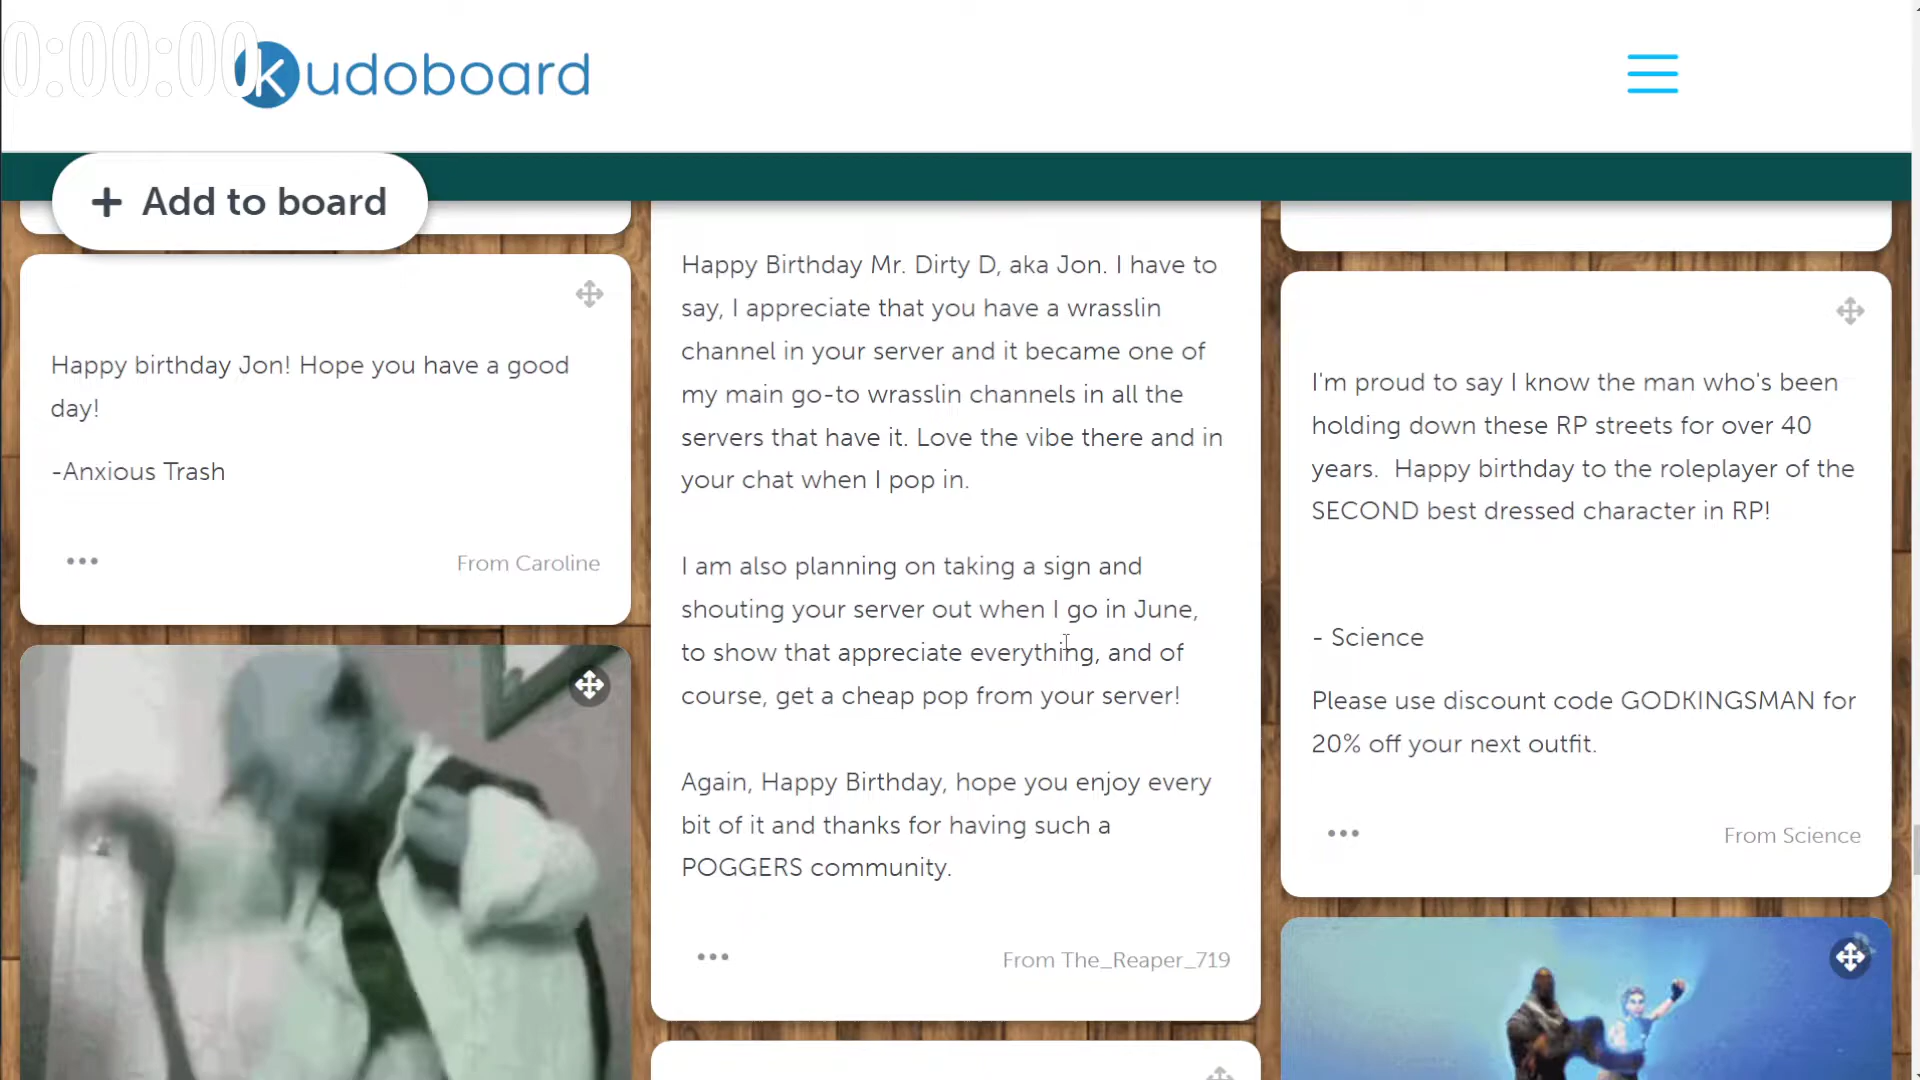 0:00:00
kudoboard
+ Add to board
Happy birthday Jon! Hope you have a good
day!
-Anxious Trash
From Caroline
Happy Birthday Mr. Dirty D, aka Jon. I have to
say, I appreciate that you have a wrasslin
channel in your server and it became one of
my main go-to wrasslin channels in all the
servers that have it. Love the vibe there and in
your chat when I pop in.
I am also planning on taking a sign and
shouting your server out when I go in June,
to show that appreciate everything, and of
course, get a cheap pop from your server!
Again, Happy Birthday, hope you enjoy every
bit of it and thanks for having such a
POGGERS community.
From The_Reaper_719
I'm proud to say I know the man who's been
holding down these RP streets for over 40
years.  Happy birthday to the roleplayer of the
SECOND best dressed character in RP!
- Science
Please use discount code GODKINGSMAN for
20% off your next outfit.
From Science